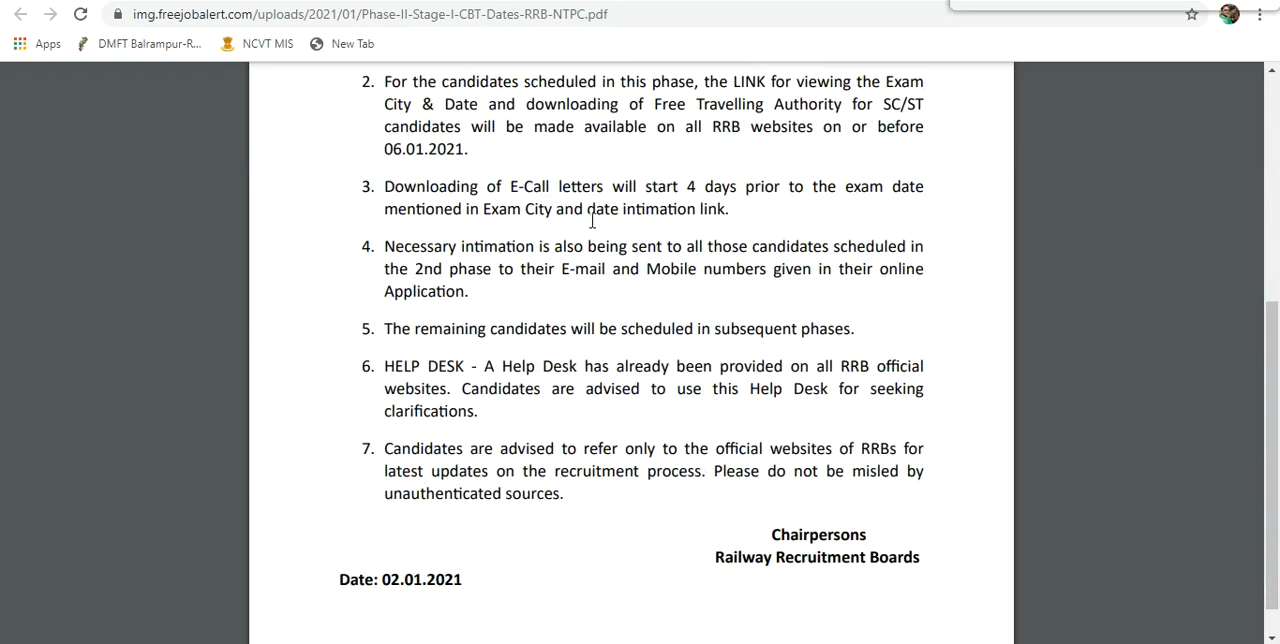 img.freejobalert.com/uploads/2021/01/Phase-II-Stage-I-CBT-Dates-RRB-NTPC.pdf
Apps DMFT Balrampur-R... NCVT MIS New Tab
2. For the candidates scheduled in this phase, the LINK for viewing the Exam
City & Date and downloading of Free Travelling Authority for SC/ST
candidates will be made available on all RRB websites on or before
06.01.2021.
3. Downloading of E-Call letters will start 4 days prior to the exam date
mentioned in Exam City and date intimation link.
4. Necessary intimation is also being sent to all those candidates scheduled in
the 2nd phase to their E-mail and Mobile numbers given in their online
Application.
5. The remaining candidates will be scheduled in subsequent phases.
6. HELP DESK - A Help Desk has already been provided on all RRB official
websites. Candidates are advised to use this Help Desk for seeking
clarifications.
7. Candidates are advised to refer only to the official websites of RRBs for
latest updates on the recruitment process. Please do not be misled by
unauthenticated sources.
Chairpersons
Railway Recruitment Boards
Date: 02.01.2021